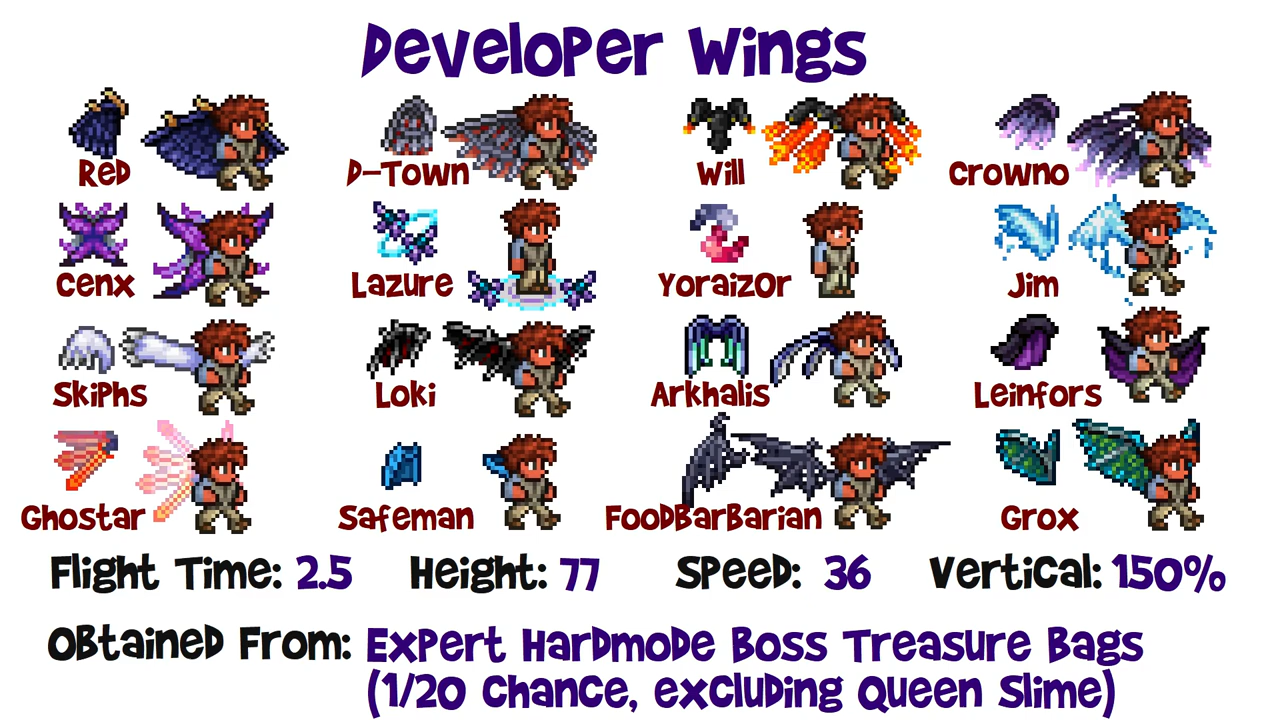 Developer Wings
Red D-Town Will Crowno
Cenx Lazure Yoraiz0r Jim
Skiphs Loki Arkhalis Leinfors
Ghostar Safeman FoodBarbarian Grox
Flight Time: 2.5 Height: 77 Speed: 36 Vertical: 150%
Obtained From: Expert Hardmode Boss Treasure Bags
(1/20 chance, excluding Queen Slime)